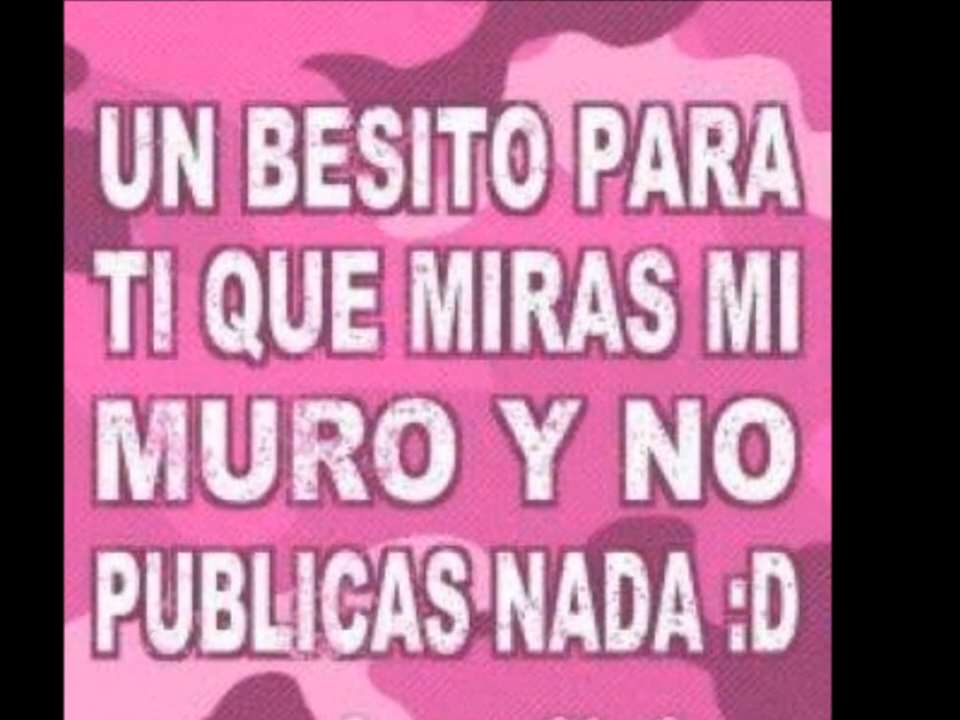 UN BESITO PARA
TI QUE MIRAS MI
MURO Y NO
PUBLICAS NADA :D